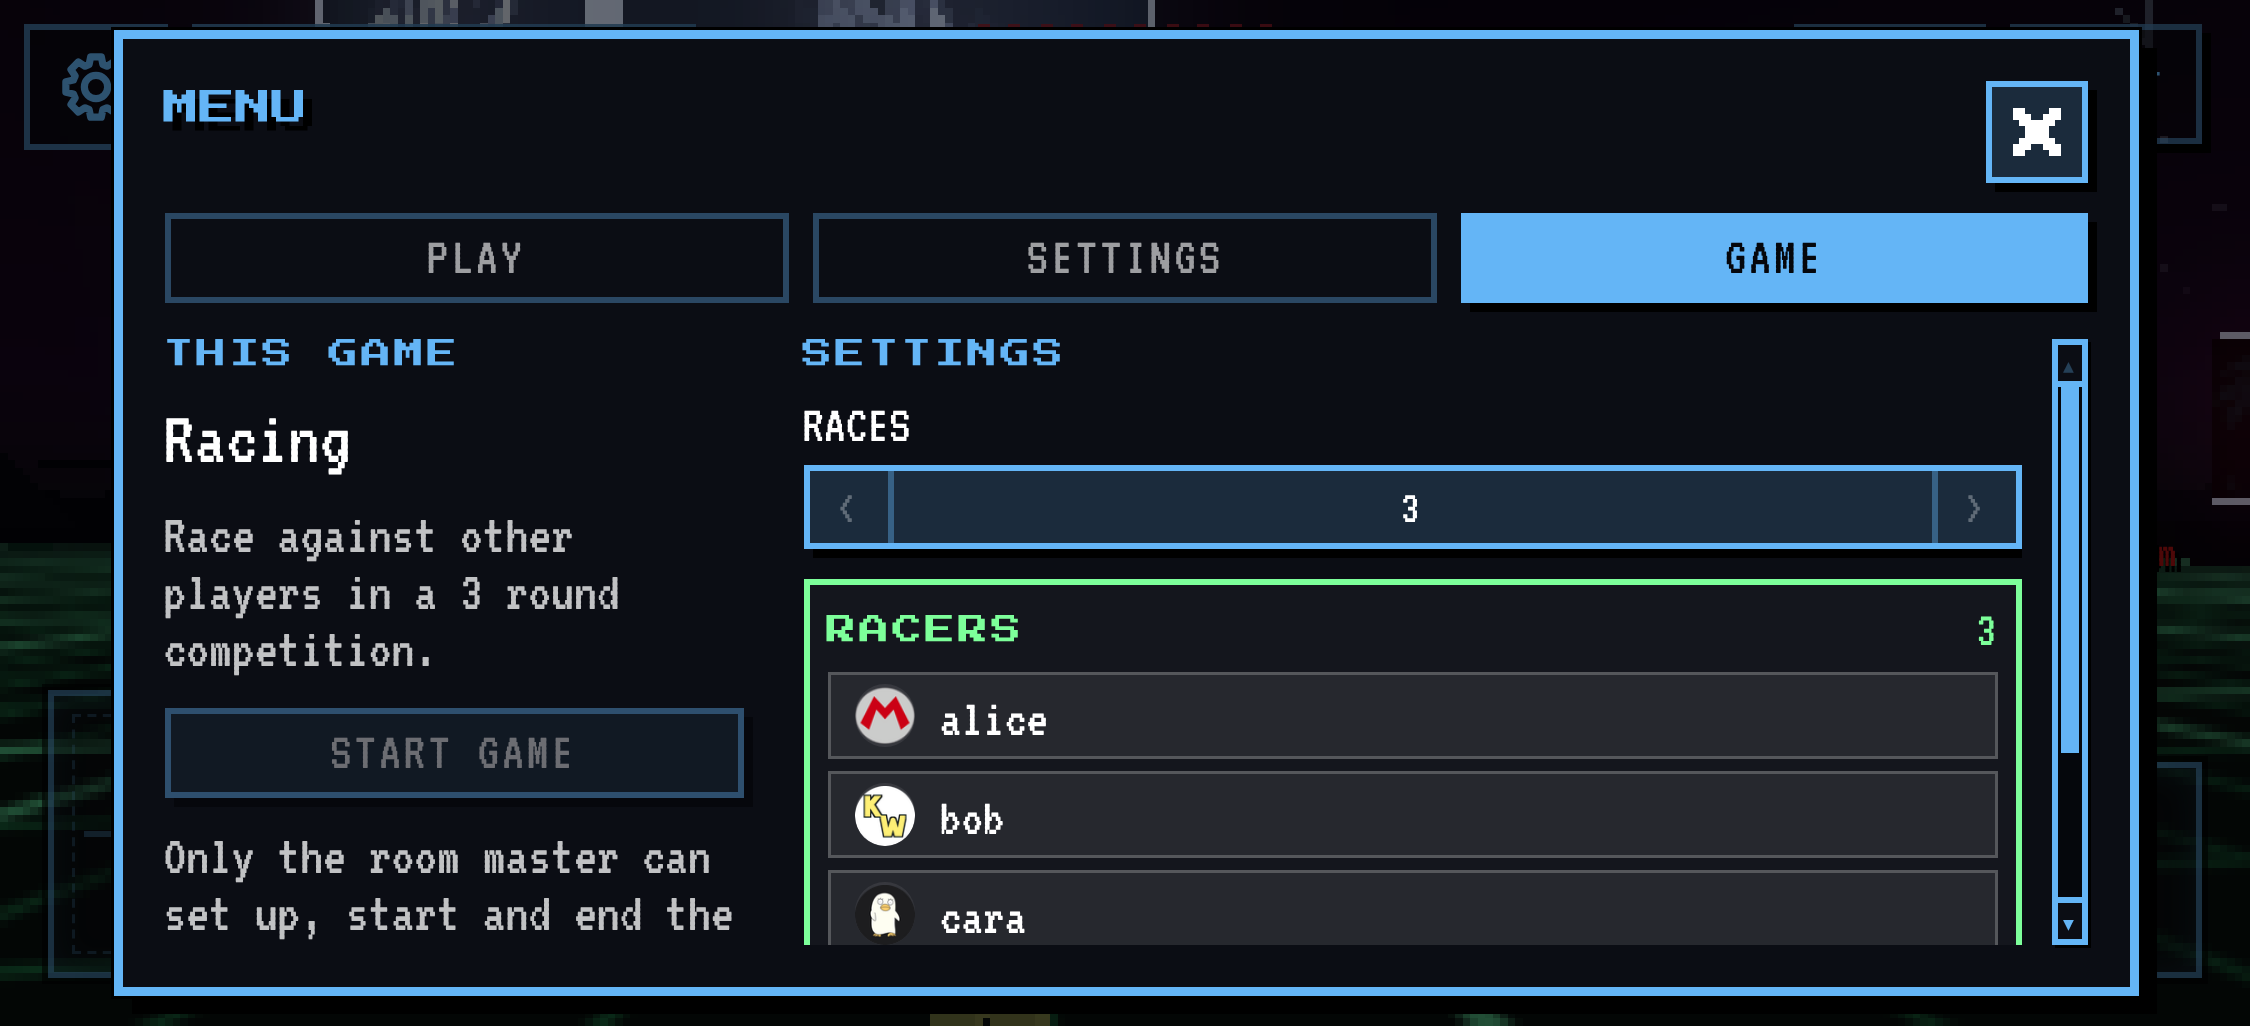 MENU
PLAY
SETTINGS
GAME
THIS GAME
Racing
Race against other
players in a 3 round
competition.
START GAME
Only the room master can
set up, start and end the
SETTINGS
RACES
3
RACERS
3
M
alice
KW
bob
cara